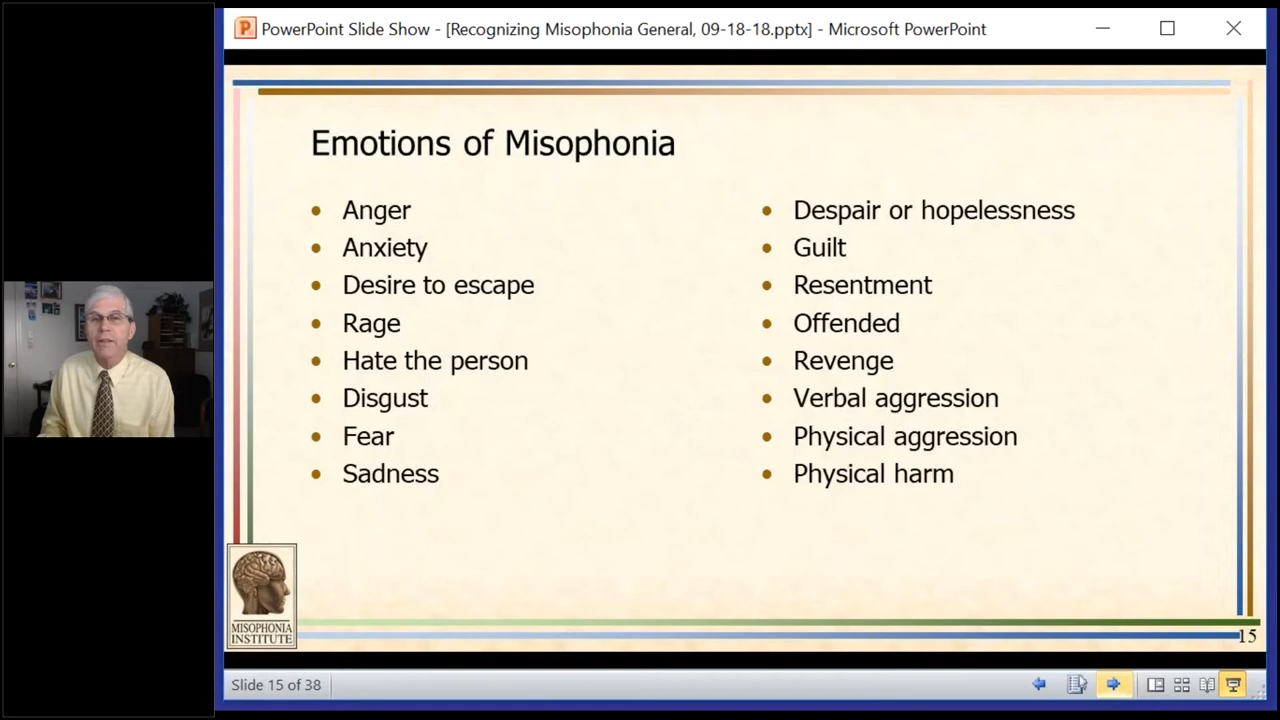 PowerPoint Slide Show - [Recognizing Misophonia General, 09-18-18.pptx] - Microsoft PowerPoint
Emotions of Misophonia
Anger
Anxiety
Desire to escape
Rage
Hate the person
Disgust
Fear
Sadness
Despair or hopelessness
Guilt
Resentment
Offended
Revenge
Verbal aggression
Physical aggression
Physical harm
MISOPHONIA
INSTITUTE
15
Slide 15 of 38